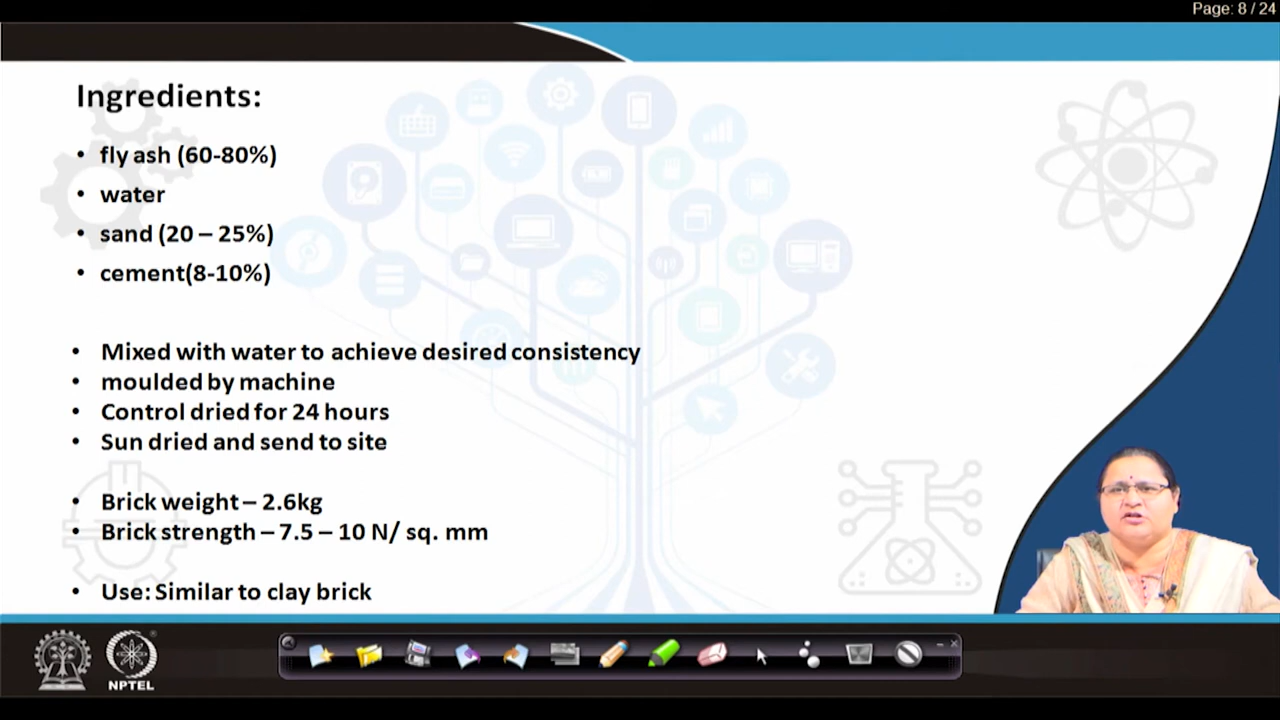 Page: 8 / 24
Ingredients:
• fly ash (60-80%)
• water
• sand (20 – 25%)
• cement(8-10%)
• Mixed with water to achieve desired consistency
• moulded by machine
• Control dried for 24 hours
• Sun dried and send to site
• Brick weight – 2.6kg
• Brick strength – 7.5 – 10 N/ sq. mm
• Use: Similar to clay brick
NPTEL